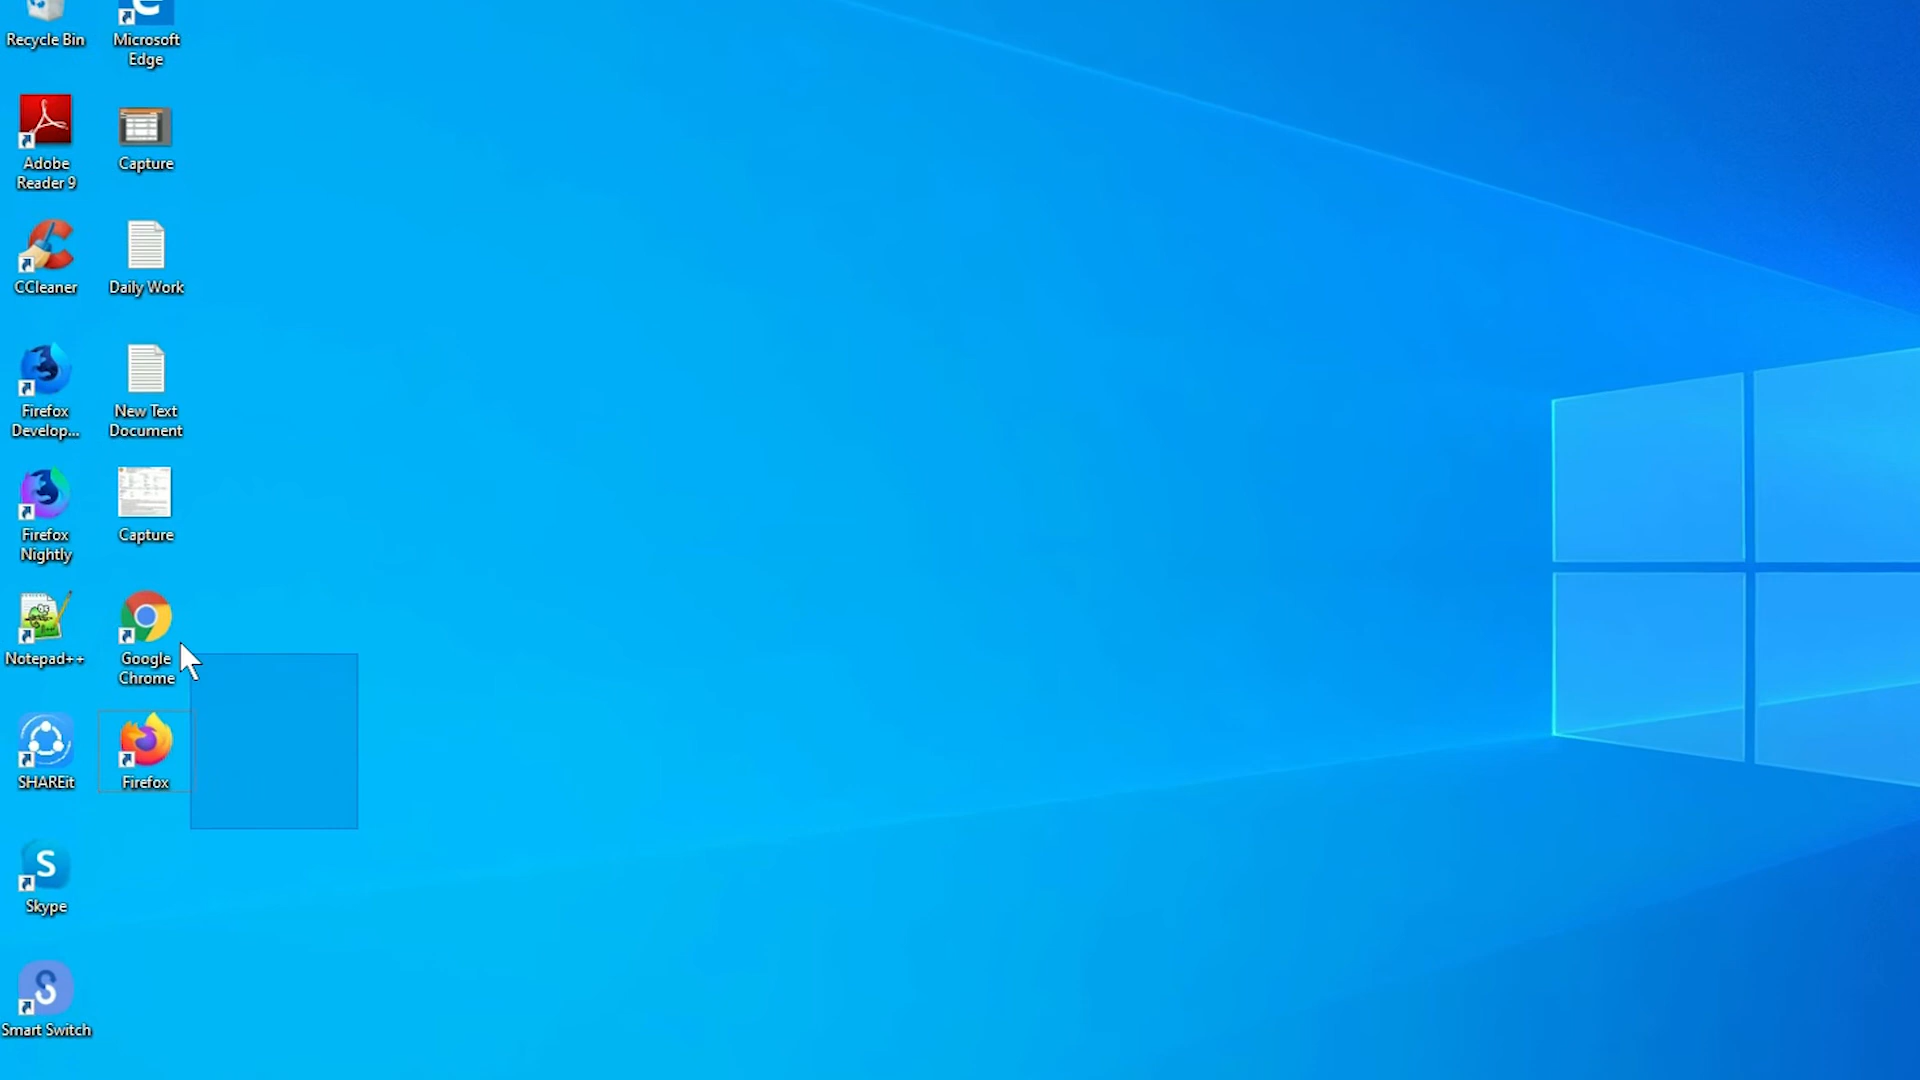 Recycle Bin
Microsoft
Edge
Adobe
Reader 9
Capture
CCleaner
Daily Work
Firefox
Develop...
New Text
Document
Firefox
Nightly
Capture
Notepad++
Google
Chrome
SHAREit
Firefox
Skype
Smart Switch